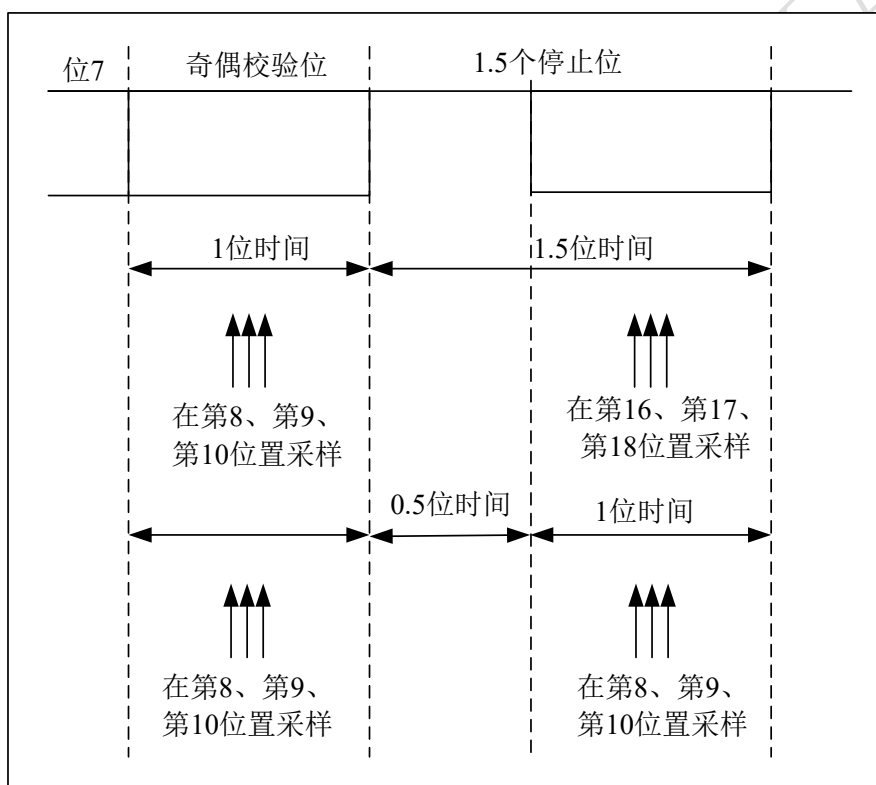 位7
奇偶校验位
1.5个停止位
1位时间
1.5位时间
在第8、第9、
第10位置采样
在第16、第17、
第18位置采样
0.5位时间
1位时间
在第8、第9、
第10位置采样
在第8、第9、
第10位置采样